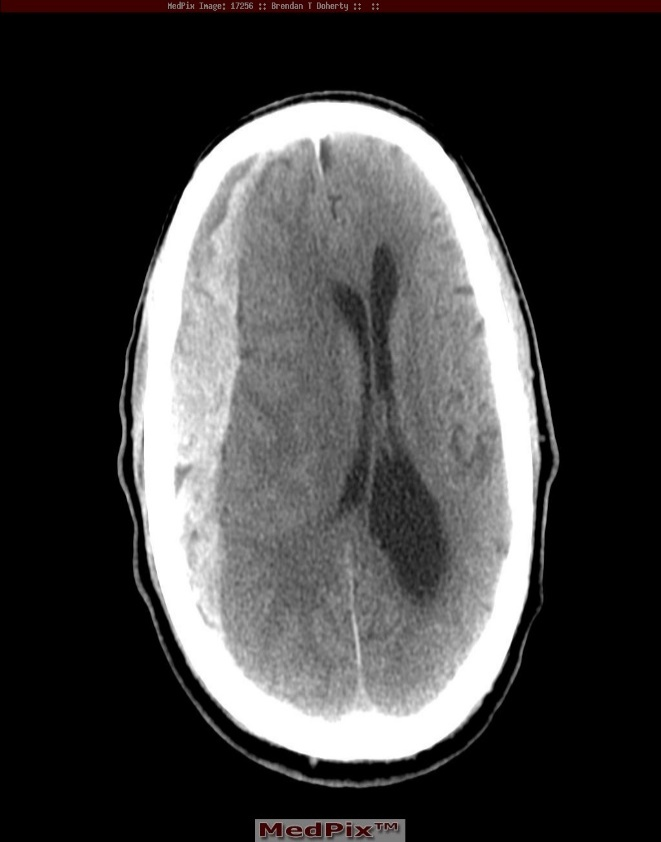 MedPix Image: 17256 :: Brendan T Doherty ::  ::
MedPix™